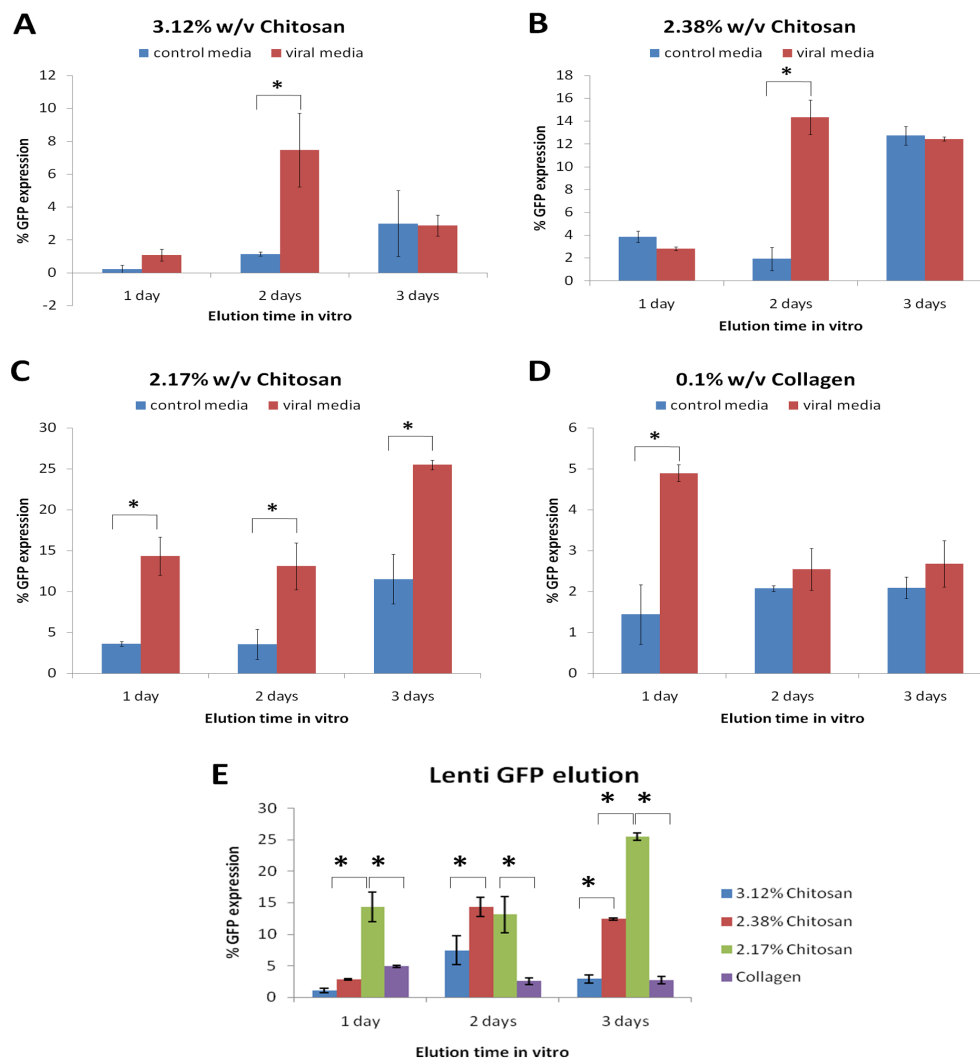 A
3.12% w/v Chitosan
control media viral media
*
% GFP expression
12
10
8
6
4
2
0
-2
1 day 2 days 3 days
Elution time in vitro
B
2.38% w/v Chitosan
control media viral media
*
% GFP expression
18
16
14
12
10
8
6
4
2
0
1 day 2 days 3 days
Elution time in vitro
C
2.17% w/v Chitosan
control media viral media
* * *
% GFP expression
30
25
20
15
10
5
0
1 day 2 days 3 days
Elution time in vitro
D
0.1% w/v Collagen
control media viral media
*
% GFP expression
6
5
4
3
2
1
0
1 day 2 days 3 days
Elution time in vitro
E
Lenti GFP elution
* *
* * * *
*
% GFP expression
30
25
20
15
10
5
0
1 day 2 days 3 days
Elution time in vitro
3.12% Chitosan
2.38% Chitosan
2.17% Chitosan
Collagen